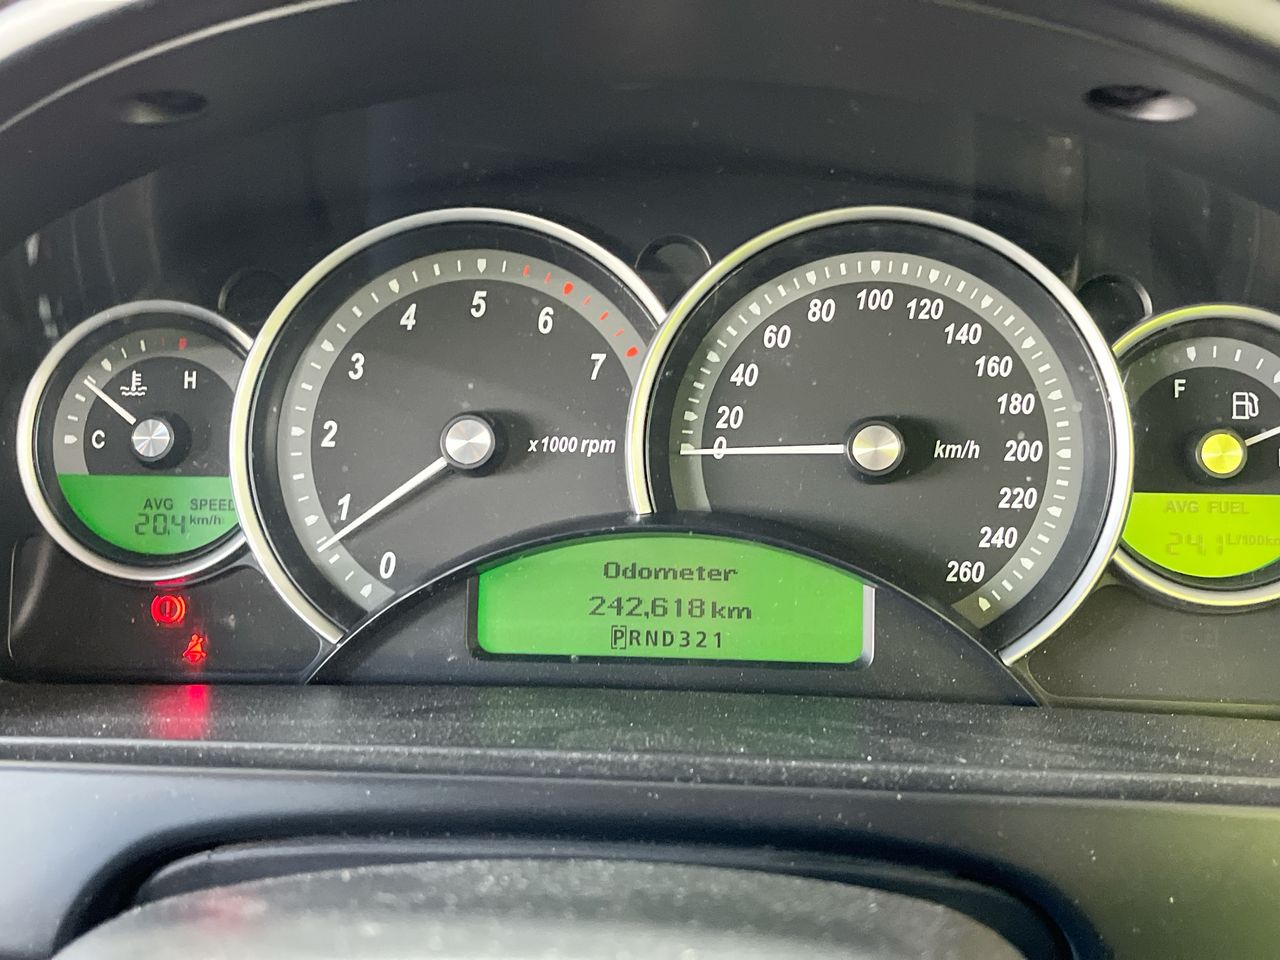 C
H
AVG SPEED
20.4 km/h
0
1
2
3
4
5
6
7
x1000 rpm
0
20
40
60
80
100
120
140
160
180
200
220
240
260
km/h
Odometer
242,618 km
PRND321
F
AVG FUEL
24.1 L/100km